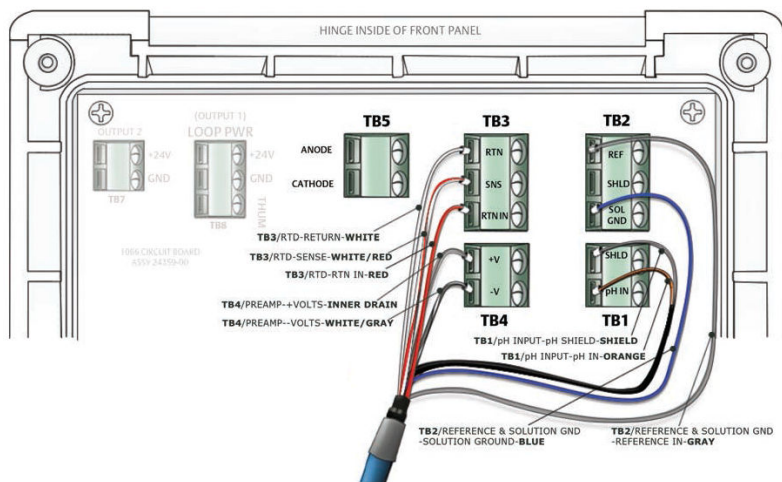 HINGE INSIDE OF FRONT PANEL
OUTPUT 2
+24V
GND
TB7
(OUTPUT 1)
LOOP PWR
+24V
GND
THUM
TB6
1056 CIRCUIT BOARD
ASSY 24359-00
TB5
ANODE
CATHODE
TB3
RTN
SNS
RTN IN
TB2
REF
SHLD
SOL
GND
TB3/RTD-RETURN-WHITE
TB3/RTD-SENSE-WHITE/RED
TB3/RTD-RTN IN-RED
TB4/PREAMP-+VOLTS-INNER DRAIN
TB4/PREAMP--VOLTS-WHITE/GRAY
+V
-V
TB4
SHLD
pH IN
TB1
TB1/pH INPUT-pH SHIELD-SHIELD
TB1/pH INPUT-pH IN-ORANGE
TB2/REFERENCE & SOLUTION GND
-SOLUTION GROUND-BLUE
TB2/REFERENCE & SOLUTION GND
-REFERENCE IN-GRAY